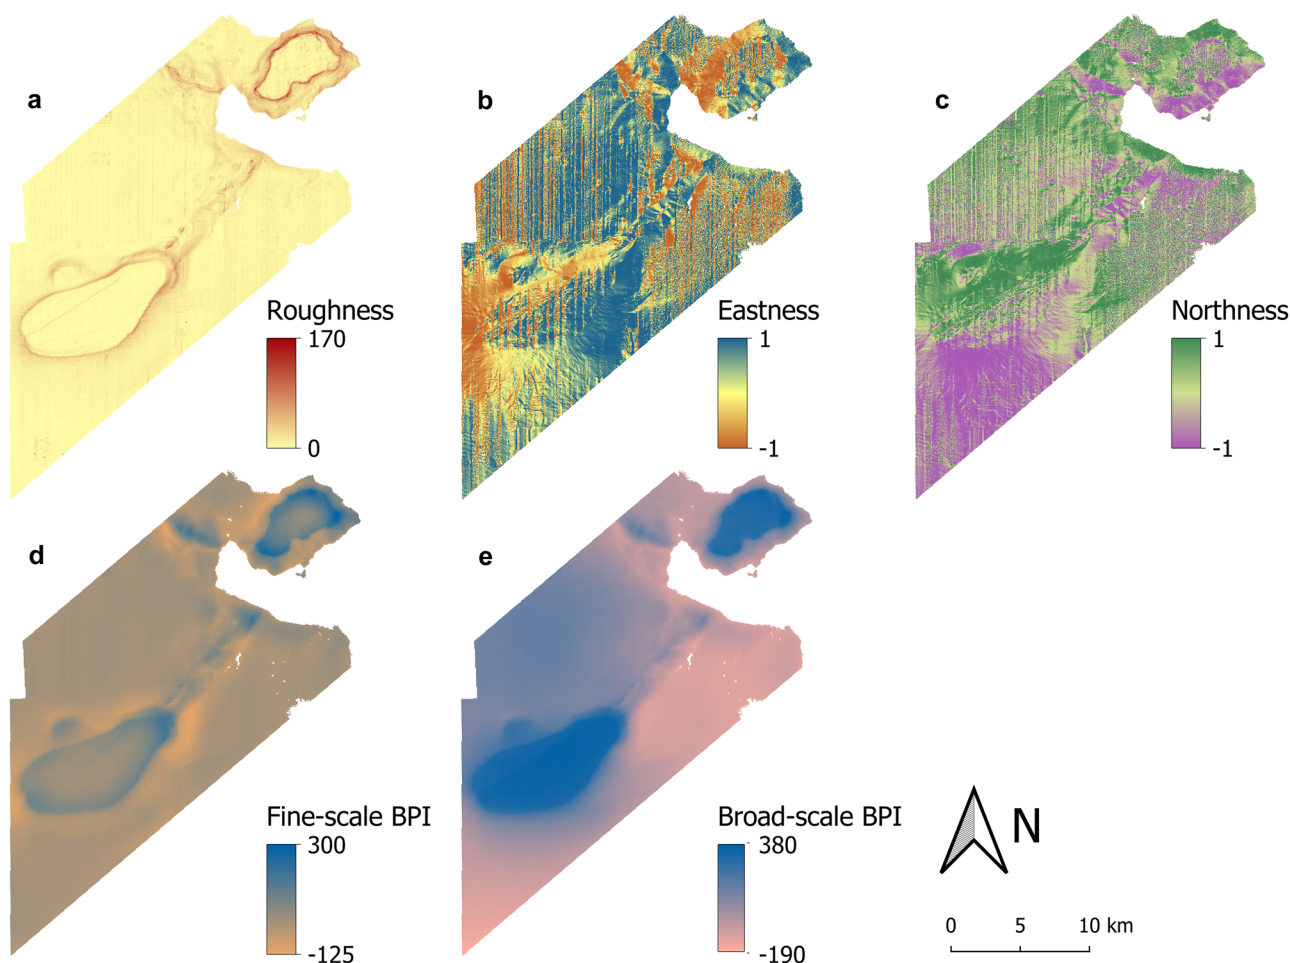 a
b
c
Roughness
170
0
Eastness
1
-1
Northness
1
-1
d
e
Fine-scale BPI
300
-125
Broad-scale BPI
380
-190
N
0 5 10 km